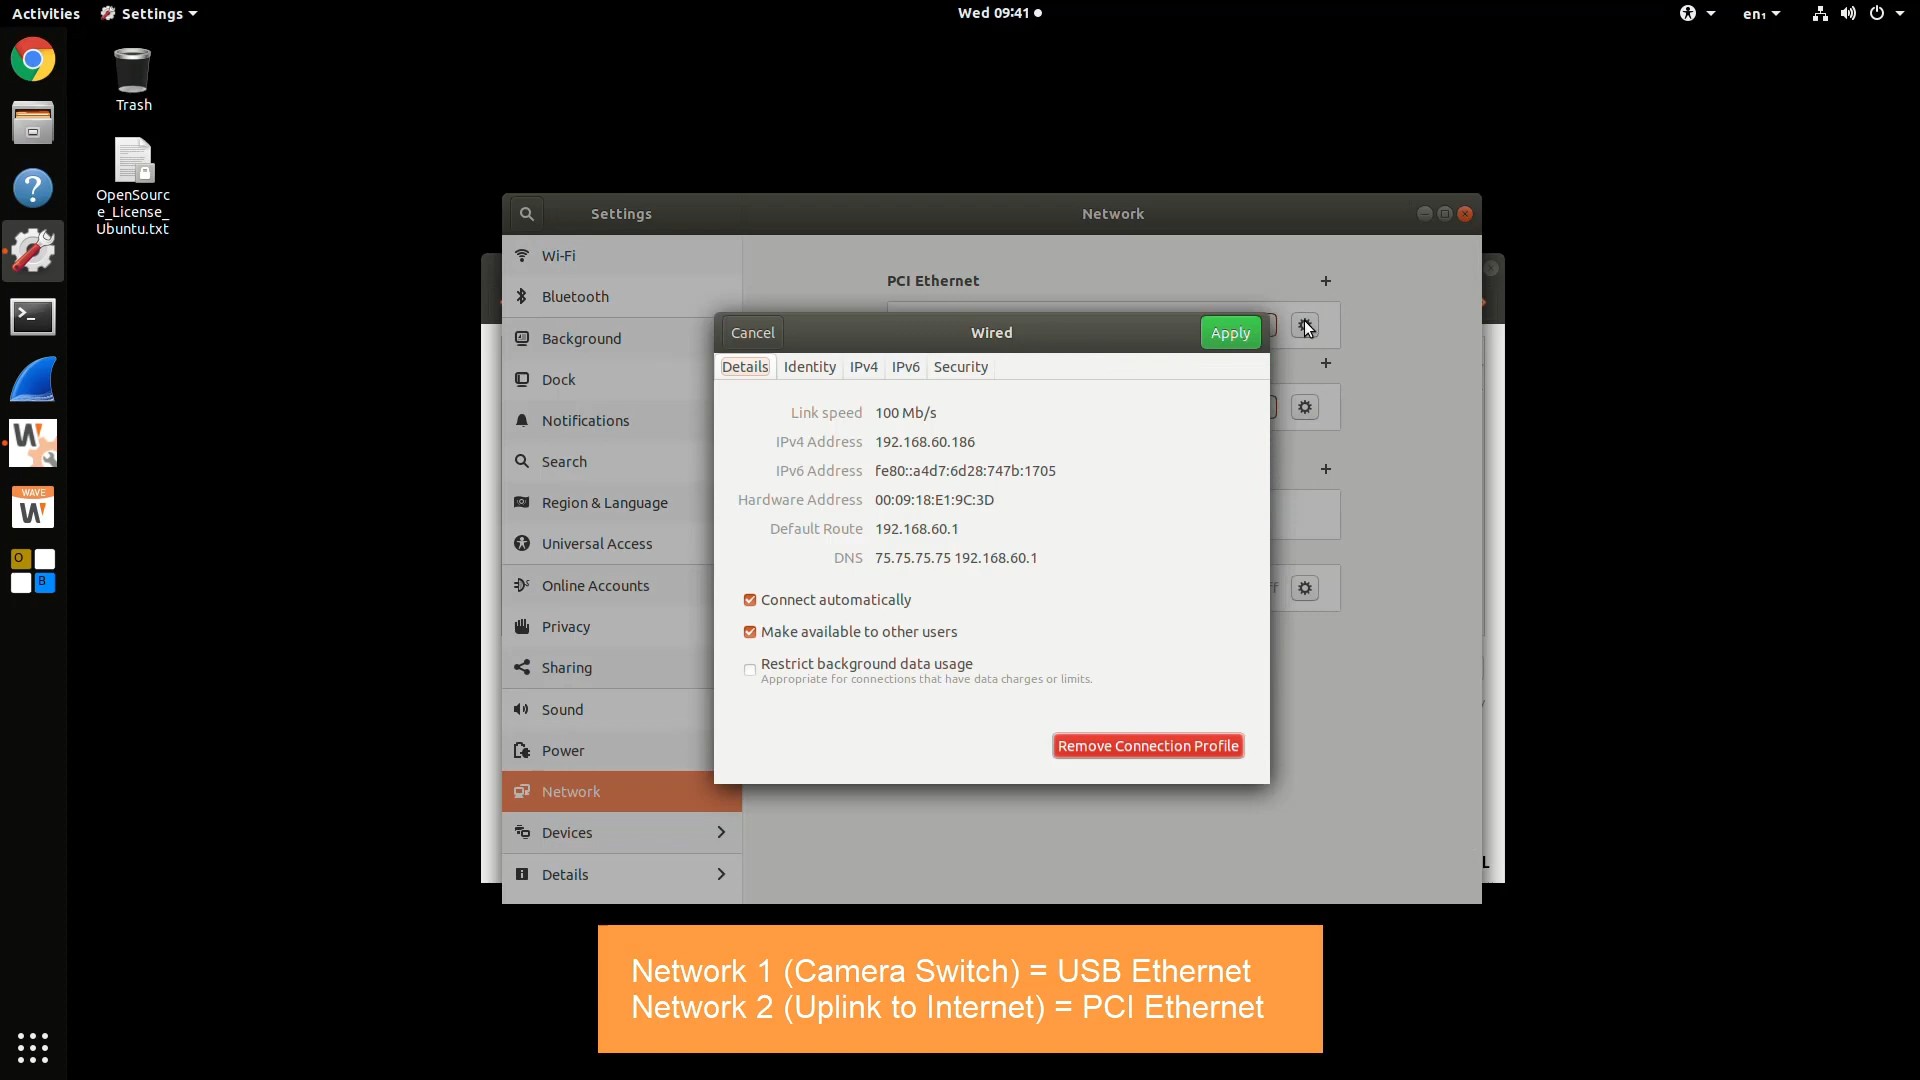 Activities Settings Wed 09:41 en₁
Trash
OpenSourc
e_License_
Ubuntu.txt
Settings Network
Wi-Fi
Bluetooth
Background
Dock
Notifications
Search
Region & Language
Universal Access
Online Accounts
Privacy
Sharing
Sound
Power
Network
Devices
Details
PCI Ethernet
Cancel Wired Apply
Details Identity IPv4 IPv6 Security
Link speed 100 Mb/s
IPv4 Address 192.168.60.186
IPv6 Address fe80::a4d7:6d28:747b:1705
Hardware Address 00:09:18:E1:9C:3D
Default Route 192.168.60.1
DNS 75.75.75.75 192.168.60.1
Connect automatically
Make available to other users
Restrict background data usage
Appropriate for connections that have data charges or limits.
Remove Connection Profile
W
WAVE
W
O
B
L
Network 1 (Camera Switch) = USB Ethernet
Network 2 (Uplink to Internet) = PCI Ethernet